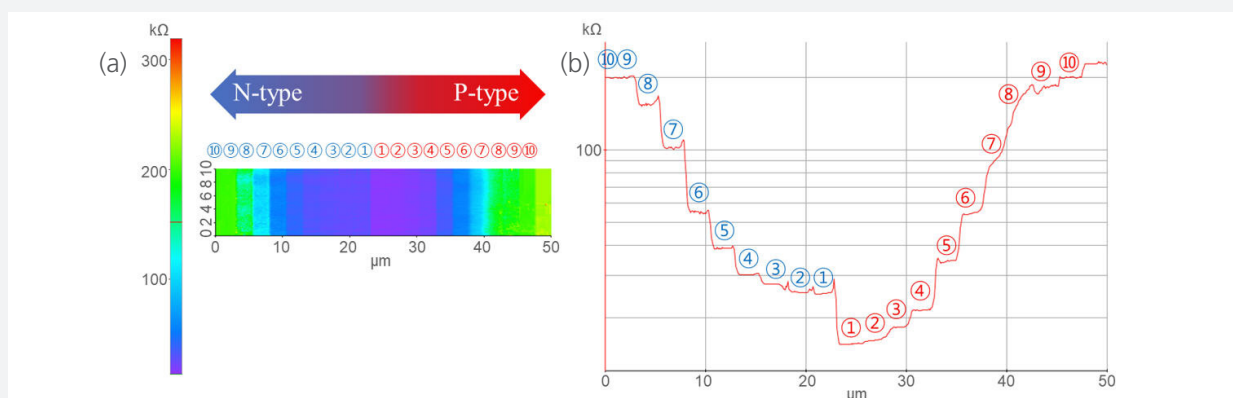 kΩ
300
200
100
(a)
N-type P-type
⑩⑨⑧⑦⑥⑤④③②①①②③④⑤⑥⑦⑧⑨⑩
0 2 4 6 8 10
0 10 20 30 40 50
µm
(b)
kΩ
100
⑩⑨
⑧
⑦
⑥
⑤
④
③
②
①
①
②
③
④
⑤
⑥
⑦
⑧
⑨
⑩
0 10 20 30 40 50
µm